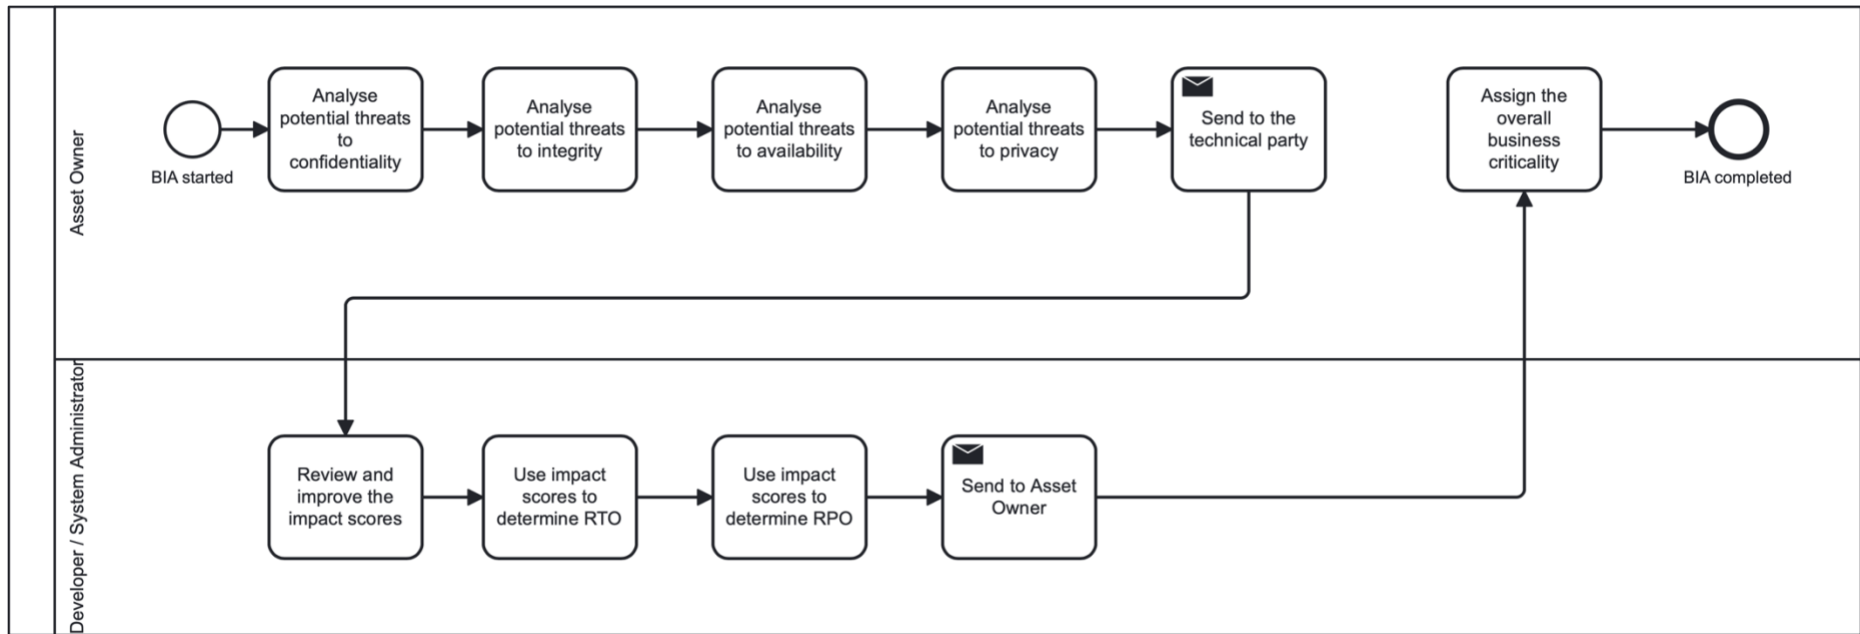 Asset Owner
BIA started
Analyse
potential threats
to
confidentiality
Analyse
potential threats
to integrity
Analyse
potential threats
to availability
Analyse
potential threats
to privacy
Send to the
technical party
Assign the
overall
business
criticality
BIA completed
Developer / System Administrator
Review and
improve the
impact scores
Use impact
scores to
determine RTO
Use impact
scores to
determine RPO
Send to Asset
Owner